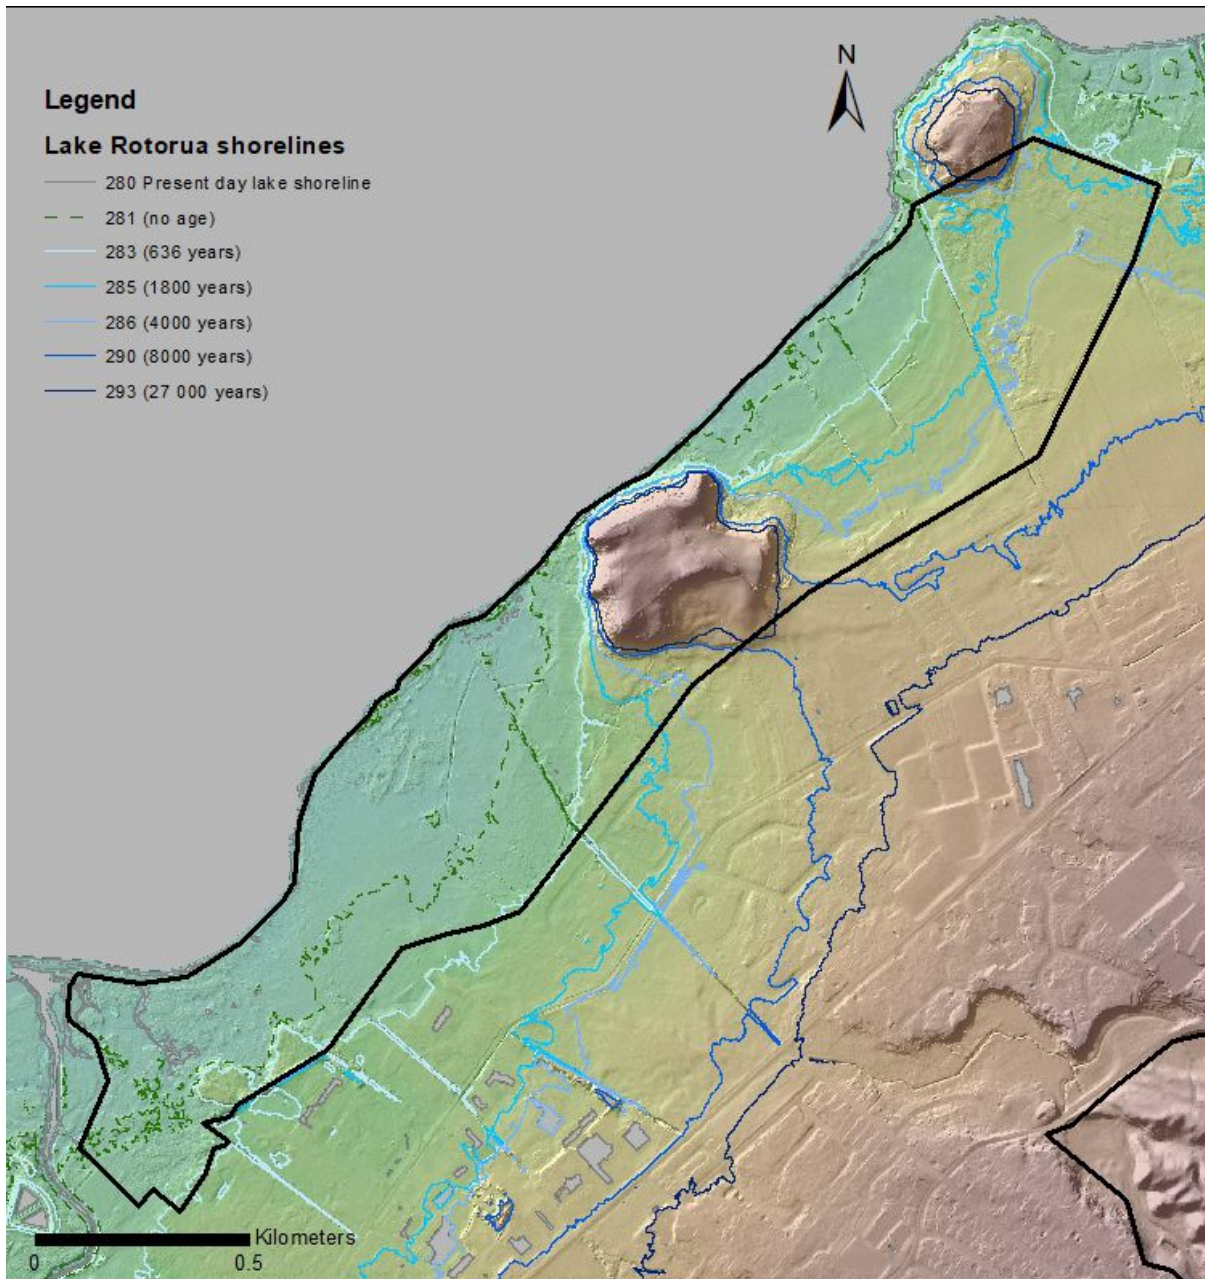 N
Legend
Lake Rotorua shorelines
280 Present day lake shoreline
281 (no age)
283 (636 years)
285 (1800 years)
286 (4000 years)
290 (8000 years)
293 (27 000 years)
Kilometers
0 0.5